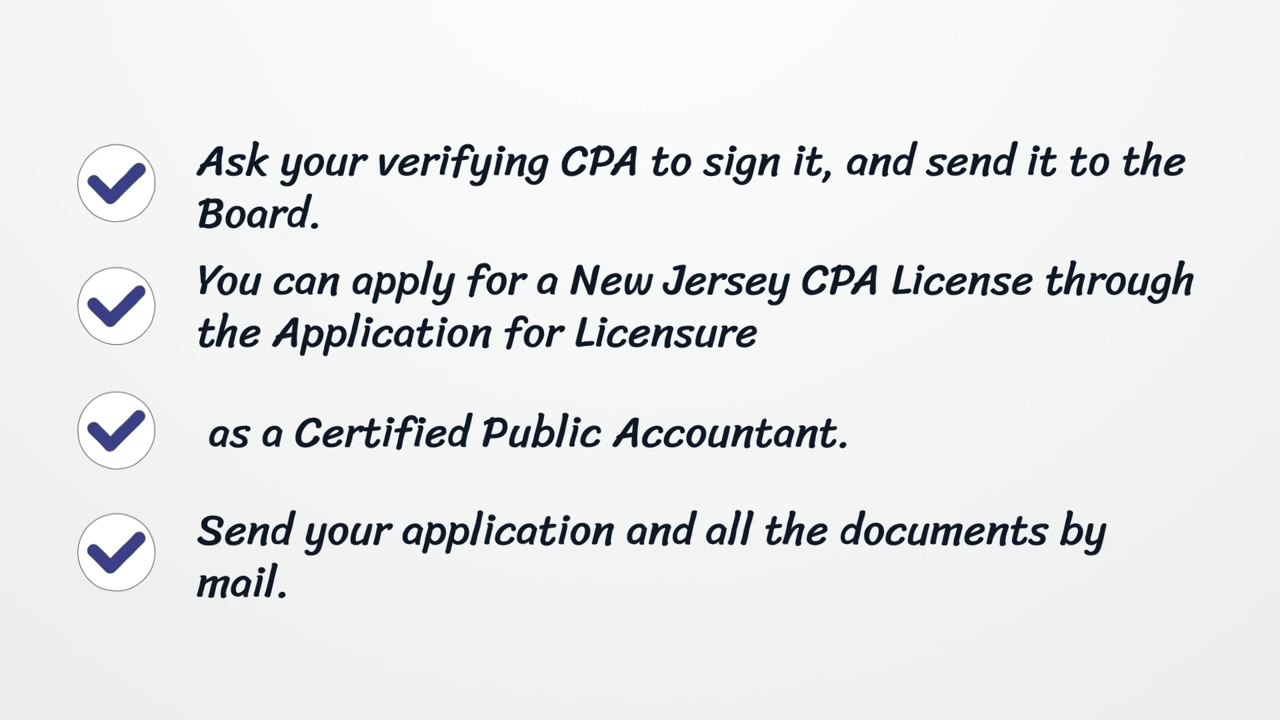 Ask your verifying CPA to sign it, and send it to the
Board.
You can apply for a New Jersey CPA License through
the Application for Licensure
as a Certified Public Accountant.
Send your application and all the documents by
mail.